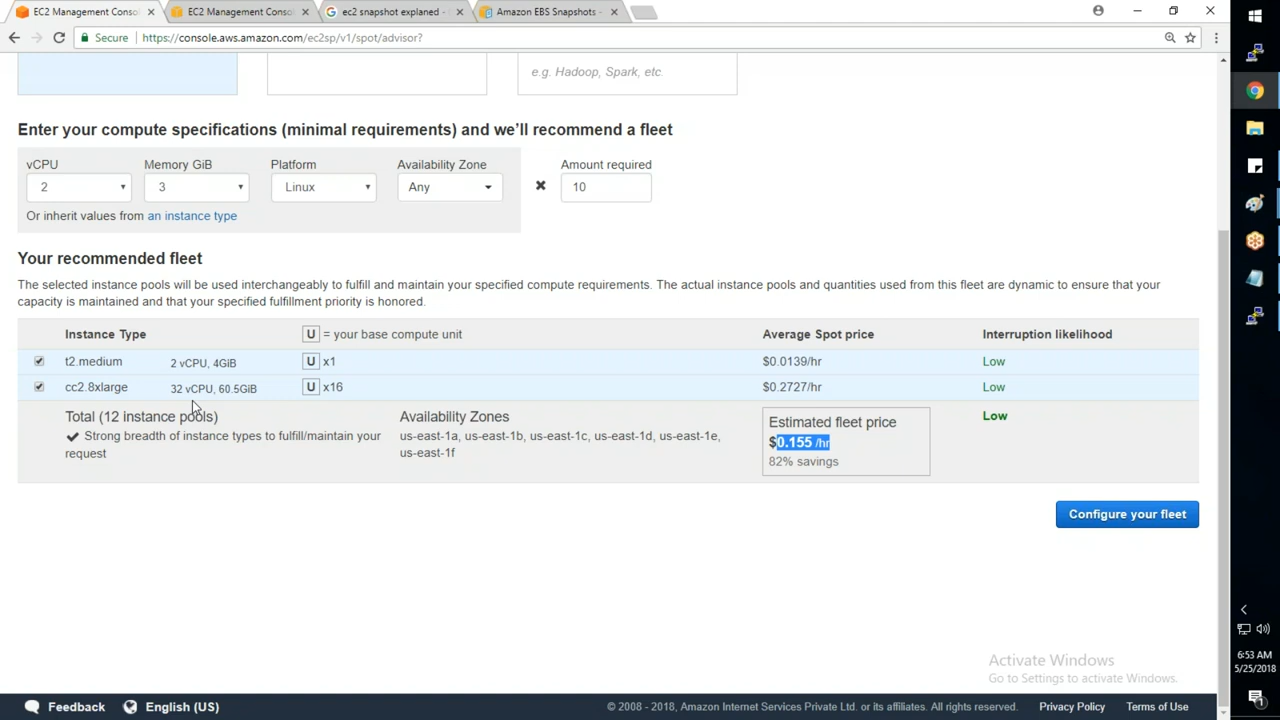 EC2 Management Conso
EC2 Management Conso
ec2 snapshot explaned -
Amazon EBS Snapshots -
Secure
https://console.aws.amazon.com/ec2sp/v1/spot/advisor?
e.g. Hadoop, Spark, etc.
Enter your compute specifications (minimal requirements) and we'll recommend a fleet
vCPU Memory GiB Platform Availability Zone Amount required
2 3 Linux Any 10
Or inherit values from an instance type
Your recommended fleet
The selected instance pools will be used interchangeably to fulfill and maintain your specified compute requirements. The actual instance pools and quantities used from this fleet are dynamic to ensure that your
capacity is maintained and that your specified fulfillment priority is honored.
Instance Type U = your base compute unit Average Spot price Interruption likelihood
t2.medium 2 vCPU, 4GiB U x1 $0.0139/hr Low
cc2.8xlarge 32 vCPU, 60.5GiB U x16 $0.2727/hr Low
Total (12 instance pools) Availability Zones Estimated fleet price Low
Strong breadth of instance types to fulfill/maintain your us-east-1a, us-east-1b, us-east-1c, us-east-1d, us-east-1e, $0.155 /hr
request us-east-1f 82% savings
Configure your fleet
Activate Windows
Go to Settings to activate Windows.
6:53 AM
5/25/2018
1
Feedback English (US) © 2008 - 2018, Amazon Internet Services Private Ltd. or its affiliates. All rights reserved. Privacy Policy Terms of Use